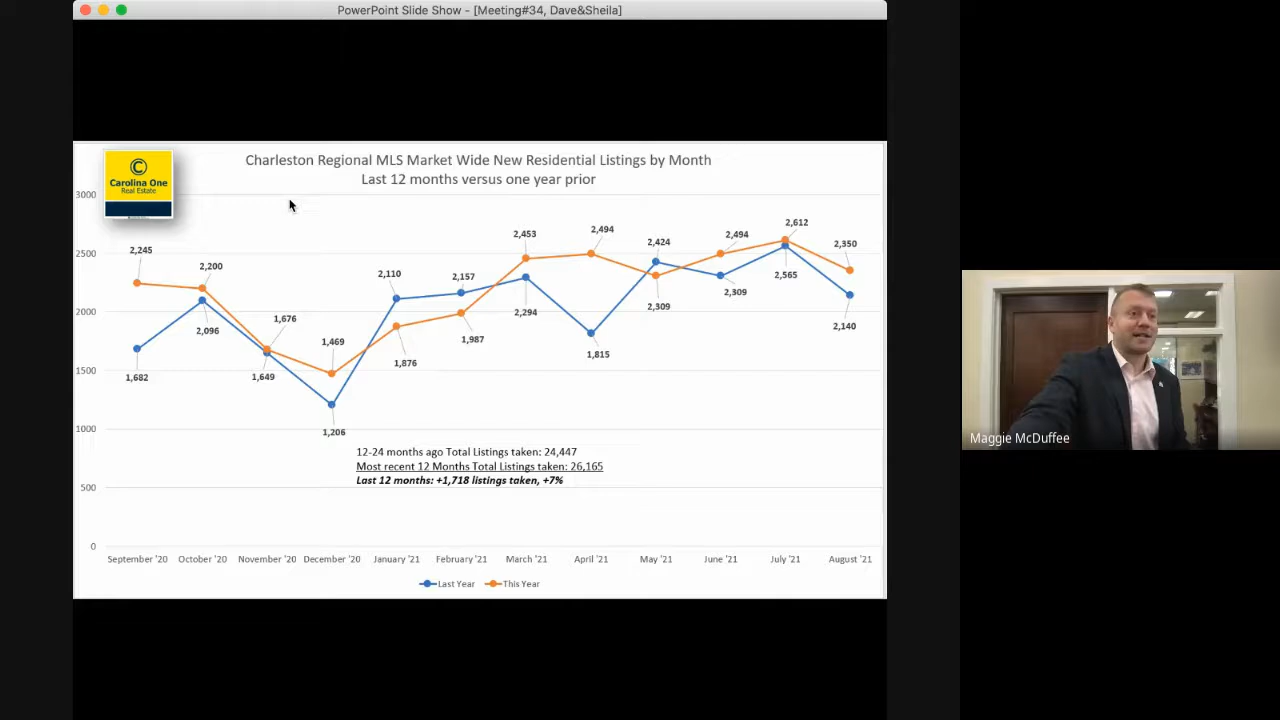 PowerPoint Slide Show - [Meeting#34, Dave&Sheila]
Charleston Regional MLS Market Wide New Residential Listings by Month
Last 12 months versus one year prior
C
Carolina One
Real Estate
3000
2500
2000
1500
1000
500
0
2,245
2,200
1,676
1,469
2,110
2,157
2,453
2,494
2,424
2,494
2,612
2,350
1,682
2,096
1,649
1,206
1,876
1,987
2,294
1,815
2,309
2,309
2,565
2,140
12-24 months ago Total Listings taken: 24,447
Most recent 12 Months Total Listings taken: 26,165
Last 12 months: +1,718 listings taken, +7%
September '20 October '20 November '20 December '20 January '21 February '21 March '21 April '21 May '21 June '21 July '21 August '21
Last Year This Year
Maggie McDuffee